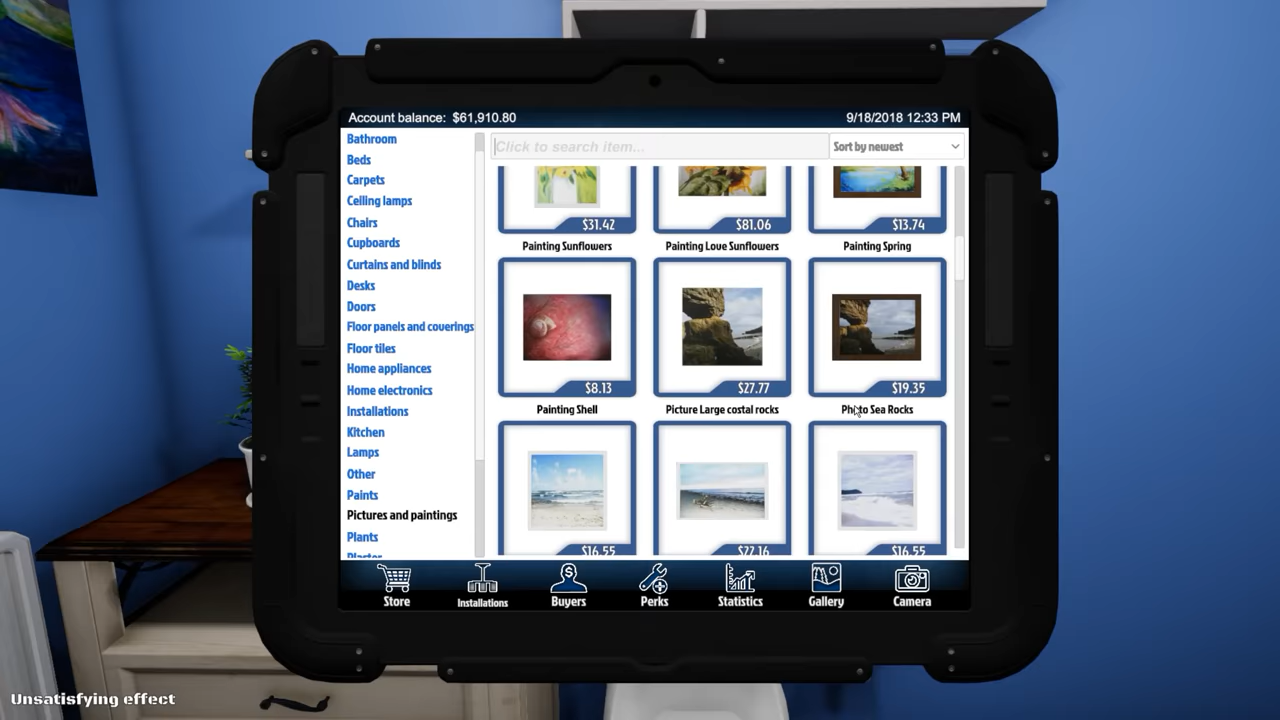 Account balance: $61,910.80 9/18/2018 12:33 PM
Click to search item... Sort by newest
Bathroom
Beds
Carpets
Ceiling lamps
Chairs
Cupboards
Curtains and blinds
Desks
Doors
Floor panels and coverings
Floor tiles
Home appliances
Home electronics
Installations
Kitchen
Lamps
Other
Paints
Pictures and paintings
Plants
Plaster
$31.42 $81.06 $13.74
Painting Sunflowers Painting Love Sunflowers Painting Spring
$8.13 $27.77 $19.35
Painting Shell Picture Large costal rocks Photo Sea Rocks
$16.55 $22.16 $16.55
Store Installations Buyers Perks Statistics Gallery Camera
Unsatisfying effect